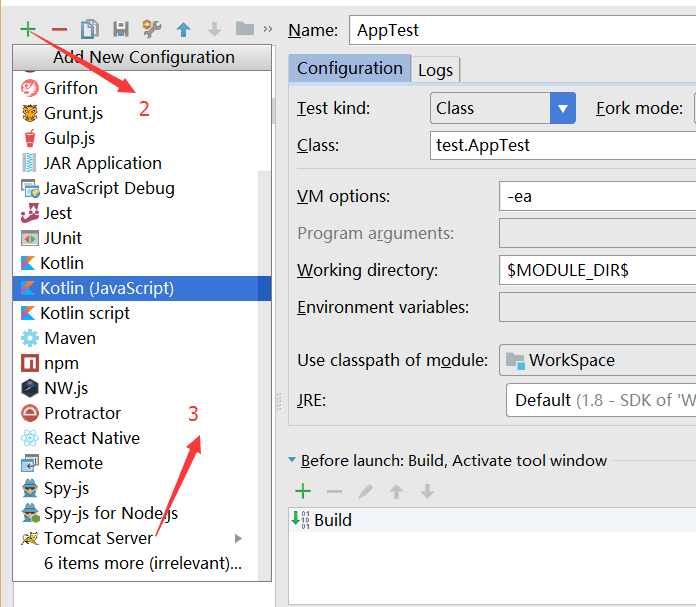 Name: AppTest
Add New Configuration
2
Griffon
Grunt.js
Gulp.js
JAR Application
JavaScript Debug
Jest
JUnit
Kotlin
Kotlin (JavaScript)
Kotlin script
Maven
npm
NW.js
Protractor
3
React Native
Remote
Spy-js
Spy-js for Node.js
Tomcat Server
6 items more (irrelevant)...
Configuration Logs
Test kind: Class Fork mode:
Class: test.AppTest
VM options: -ea
Program arguments:
Working directory: $MODULE_DIR$
Environment variables:
Use classpath of module: WorkSpace
JRE: Default (1.8 - SDK of 'W
Before launch: Build, Activate tool window
Build